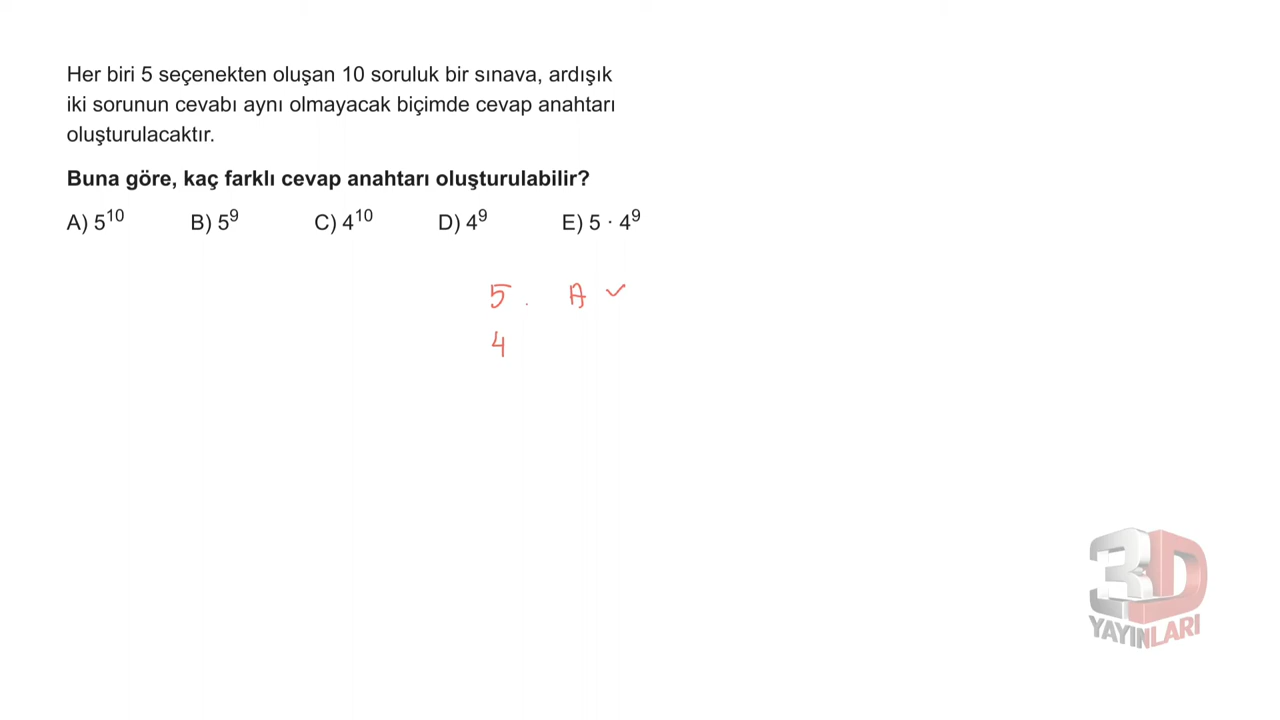 Her biri 5 seçenekten oluşan 10 soruluk bir sınava, ardışık
iki sorunun cevabı aynı olmayacak biçimde cevap anahtarı
oluşturulacaktır.
Buna göre, kaç farklı cevap anahtarı oluşturulabilir?
A) 5¹⁰ B) 5⁹ C) 4¹⁰ D) 4⁹ E) 5 · 4⁹
5 . A ✓
4
3D
YAYINLARI